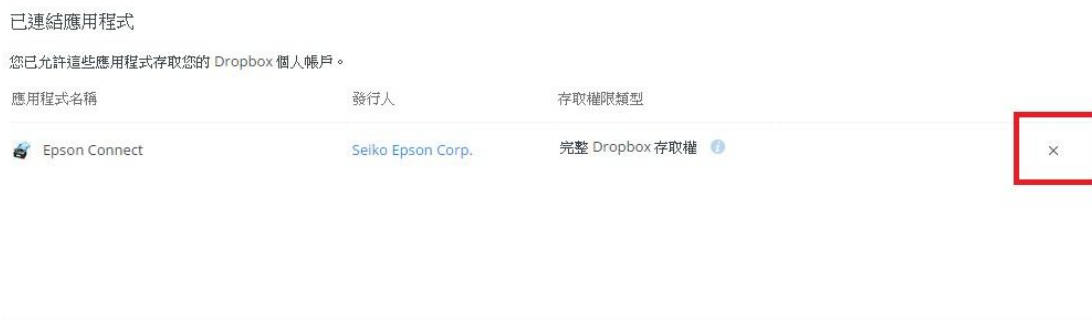 已連結應用程式
您已允許這些應用程式存取您的 Dropbox 個人帳戶。
應用程式名稱 發行人 存取權限類型
Epson Connect Seiko Epson Corp. 完整 Dropbox 存取權